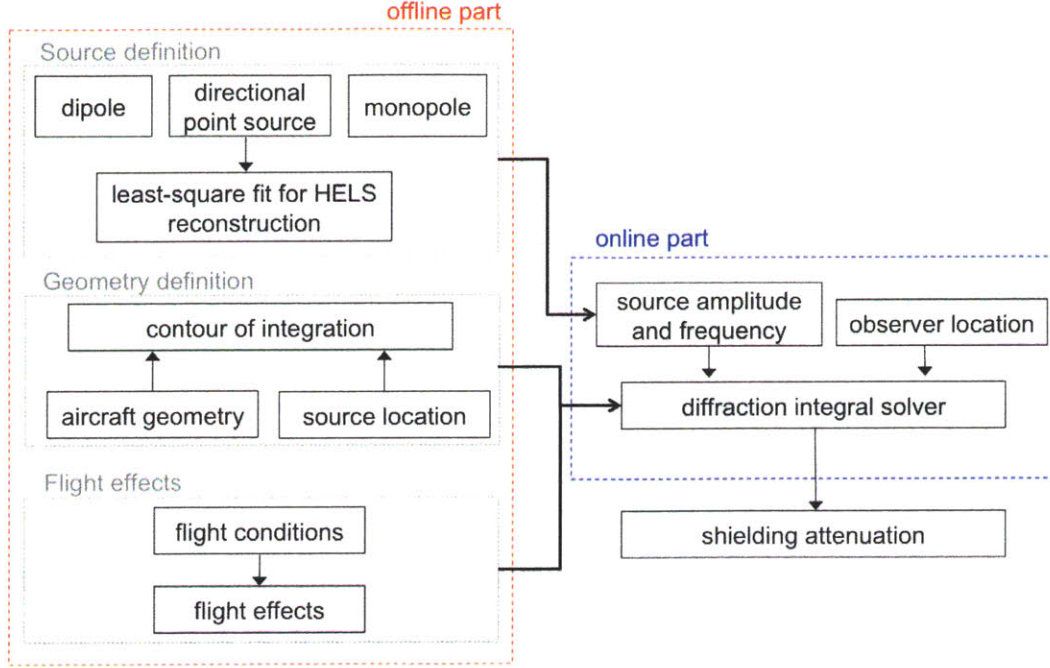 offline part
Source definition
dipole
directional
point source
monopole
least-square fit for HELS
reconstruction
Geometry definition
contour of integration
aircraft geometry
source location
Flight effects
flight conditions
flight effects
online part
source amplitude
and frequency
observer location
diffraction integral solver
shielding attenuation